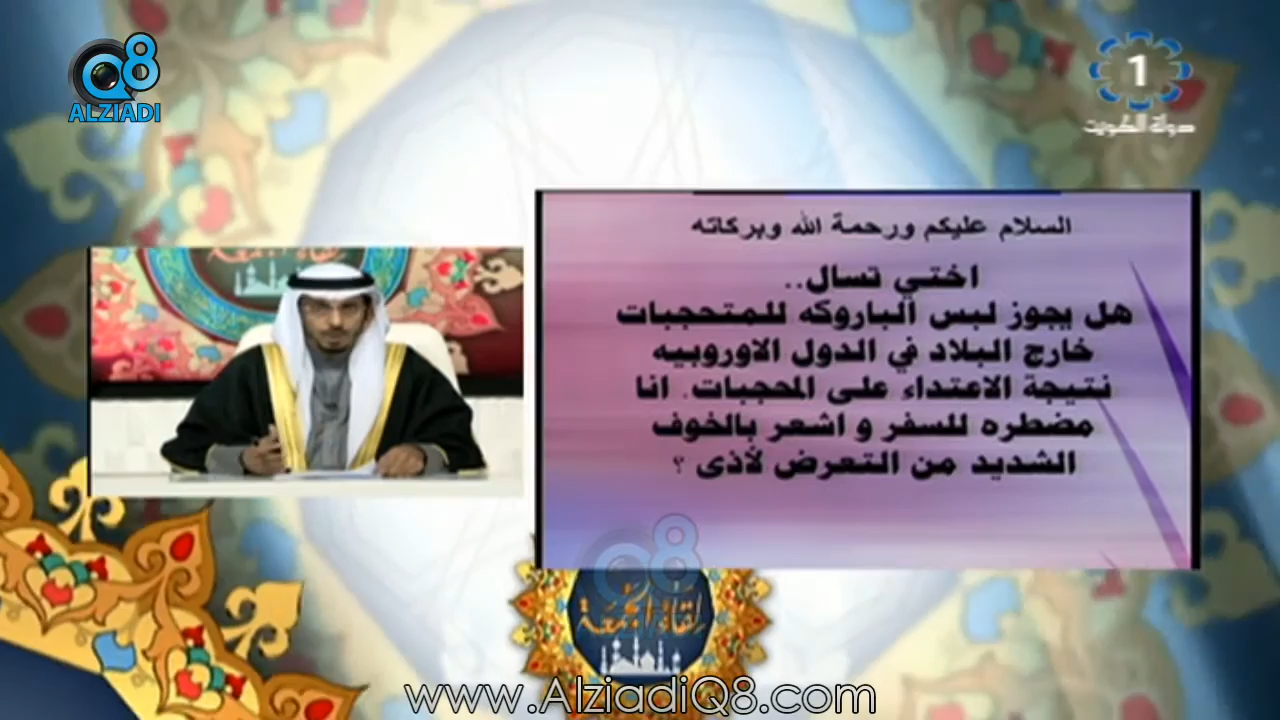 Q8
ALZIADI
1
دولة الكويت
السلام عليكم ورحمة الله وبركاته
اختي تسال..
هل يجوز لبس الباروكه للمتحجبات
خارج البلاد في الدول الاوروبيه
نتيجة الاعتداء على المحجبات. انا
مضطره للسفر و اشعر بالخوف
الشديد من التعرض لأذى ؟
Q8
لقاء الجمعة
www.AlziadiQ8.com